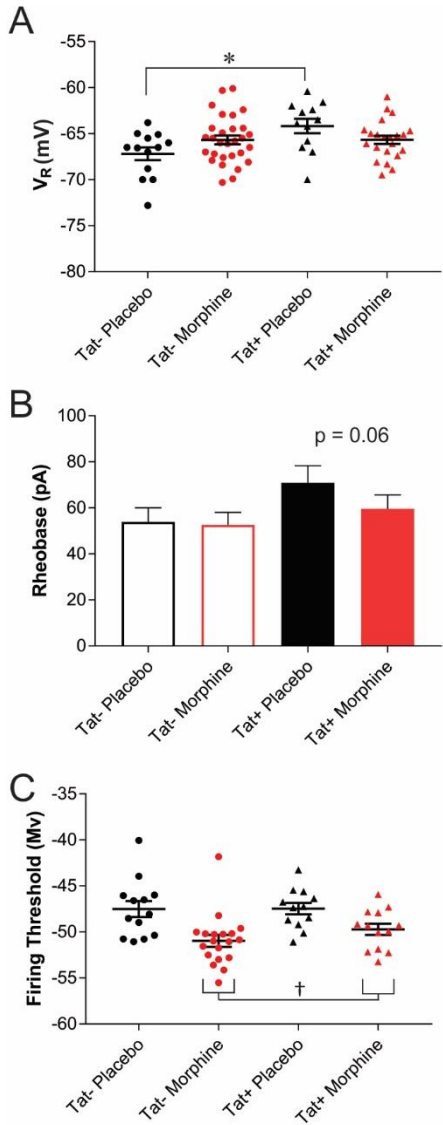 A
-55
*
-60
-65
-70
-75
-80
V_R (mV)
Tat- Placebo
Tat- Morphine
Tat+ Placebo
Tat+ Morphine
B
100
p = 0.06
80
60
40
20
0
Rheobase (pA)
Tat- Placebo
Tat- Morphine
Tat+ Placebo
Tat+ Morphine
C
-35
-40
-45
-50
-55
-60
†
Firing Threshold (Mv)
Tat- Placebo
Tat- Morphine
Tat+ Placebo
Tat+ Morphine